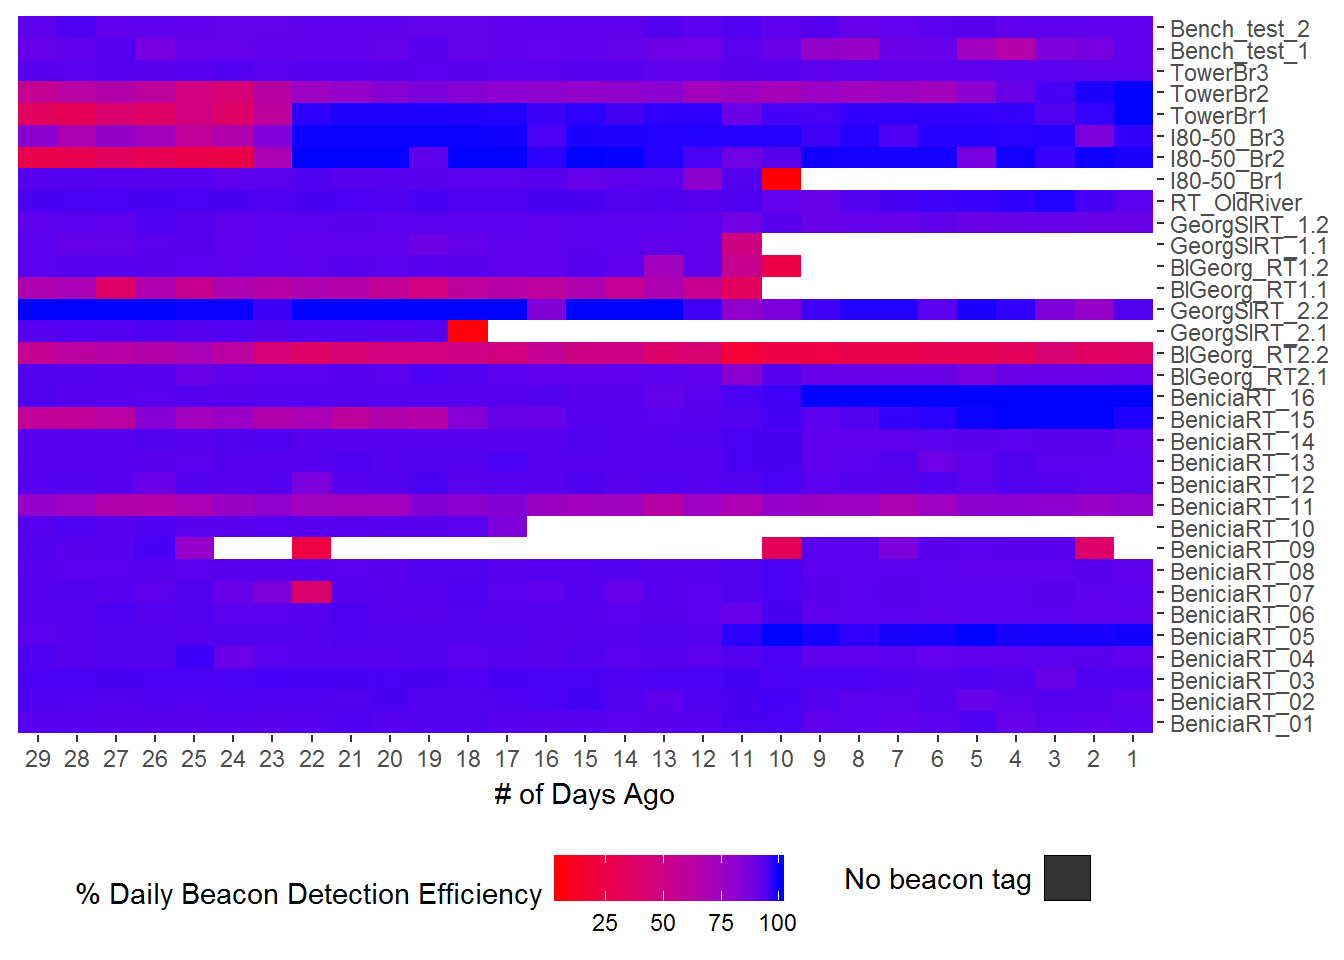 Bench_test_2
Bench_test_1
TowerBr3
TowerBr2
TowerBr1
I80-50_Br3
I80-50_Br2
I80-50_Br1
RT_OldRiver
GeorgSlRT_1.2
GeorgSlRT_1.1
BlGeorg_RT1.2
BlGeorg_RT1.1
GeorgSlRT_2.2
GeorgSlRT_2.1
BlGeorg_RT2.2
BlGeorg_RT2.1
BeniciaRT_16
BeniciaRT_15
BeniciaRT_14
BeniciaRT_13
BeniciaRT_12
BeniciaRT_11
BeniciaRT_10
BeniciaRT_09
BeniciaRT_08
BeniciaRT_07
BeniciaRT_06
BeniciaRT_05
BeniciaRT_04
BeniciaRT_03
BeniciaRT_02
BeniciaRT_01
29 28 27 26 25 24 23 22 21 20 19 18 17 16 15 14 13 12 11 10 9 8 7 6 5 4 3 2 1
# of Days Ago
% Daily Beacon Detection Efficiency
25 50 75 100
No beacon tag